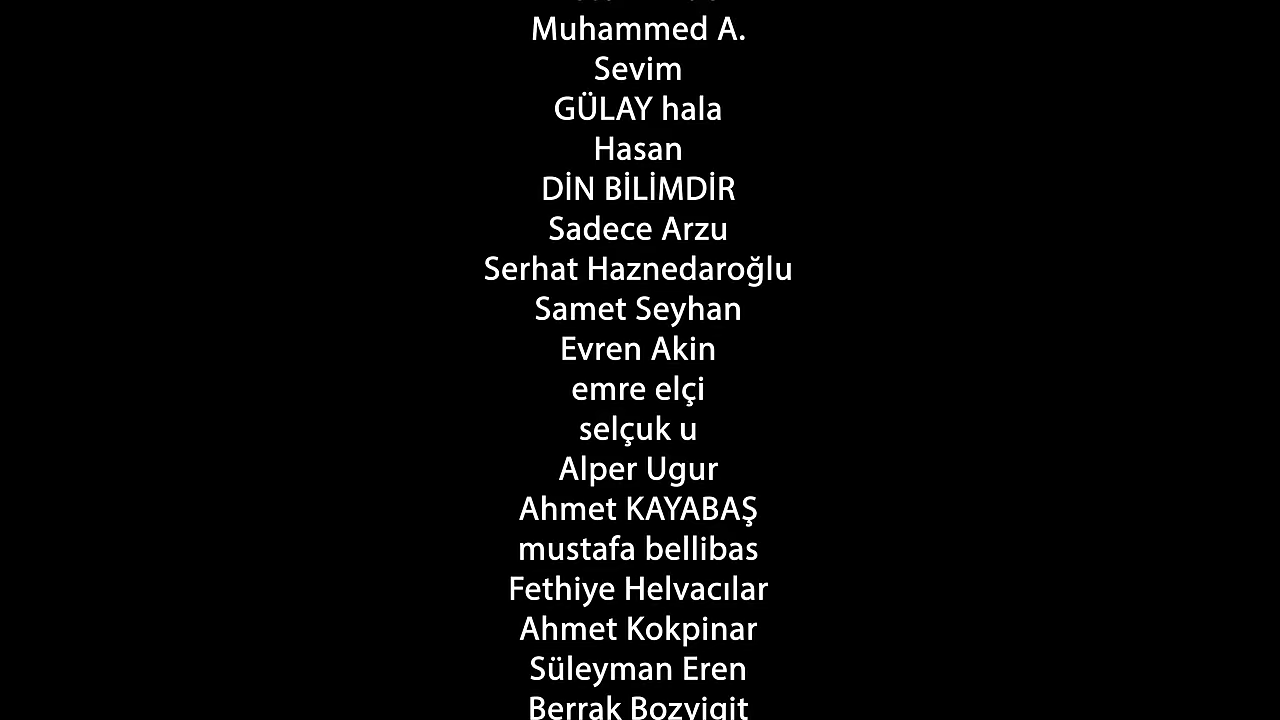 Muhammed A.
Sevim
GÜLAY hala
Hasan
DİN BİLİMDİR
Sadece Arzu
Serhat Haznedaroğlu
Samet Seyhan
Evren Akin
emre elçi
selçuk u
Alper Ugur
Ahmet KAYABAŞ
mustafa bellibas
Fethiye Helvacılar
Ahmet Kokpinar
Süleyman Eren
Berrak Bozyigit